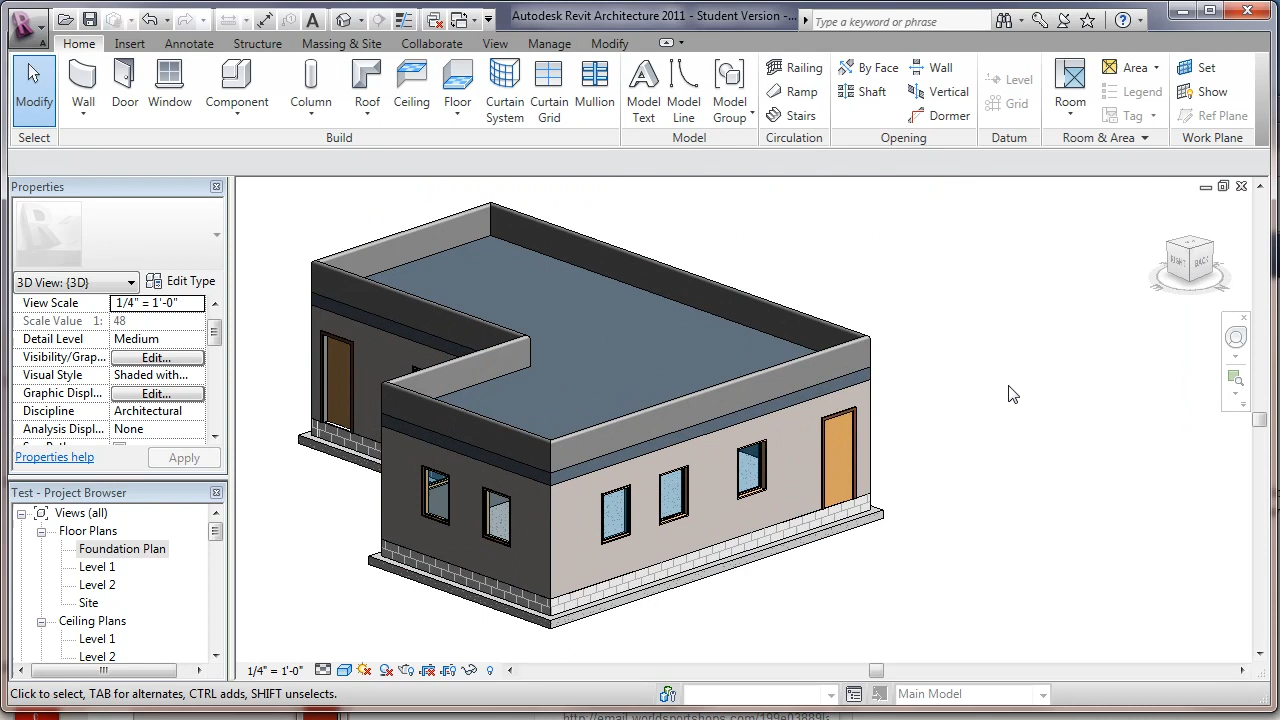 Autodesk Revit Architecture 2011 - Student Version -...
Type a keyword or phrase
Home Insert Annotate Structure Massing & Site Collaborate View Manage Modify
Modify Wall Door Window Component Column Roof Ceiling Floor Curtain System Curtain Grid Mullion Model Text Model Line Model Group Railing Ramp Stairs By Face Shaft Wall Vertical Dormer Level Grid Room Area Legend Tag Set Show Ref Plane
Select Build Model Circulation Opening Datum Room & Area Work Plane
Properties
3D View: {3D} Edit Type
View Scale 1/4" = 1'-0"
Scale Value 1: 48
Detail Level Medium
Visibility/Grap... Edit...
Visual Style Shaded with...
Graphic Displ... Edit...
Discipline Architectural
Analysis Displ... None
Properties help Apply
Test - Project Browser
Views (all)
Floor Plans
Foundation Plan
Level 1
Level 2
Site
Ceiling Plans
Level 1
Level 2
RIGHT BACK
1/4" = 1'-0"
Click to select, TAB for alternates, CTRL adds, SHIFT unselects.
Main Model